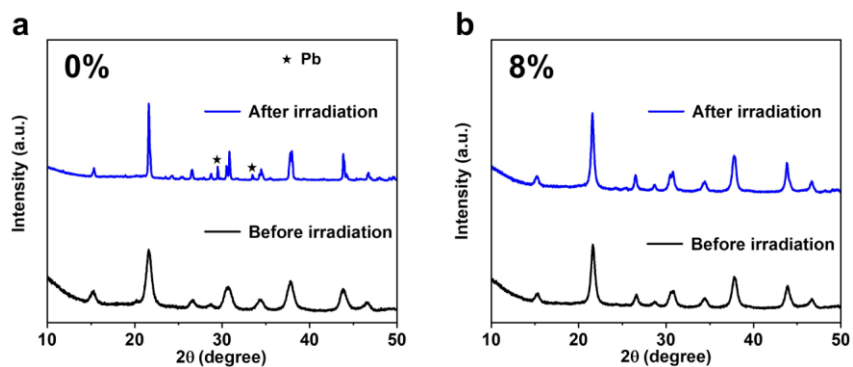 a
0%
★ Pb
After irradiation
Before irradiation
Intensity (a.u.)
10 20 30 40 50
2θ (degree)
b
8%
After irradiation
Before irradiation
Intensity (a.u.)
10 20 30 40 50
2θ (degree)